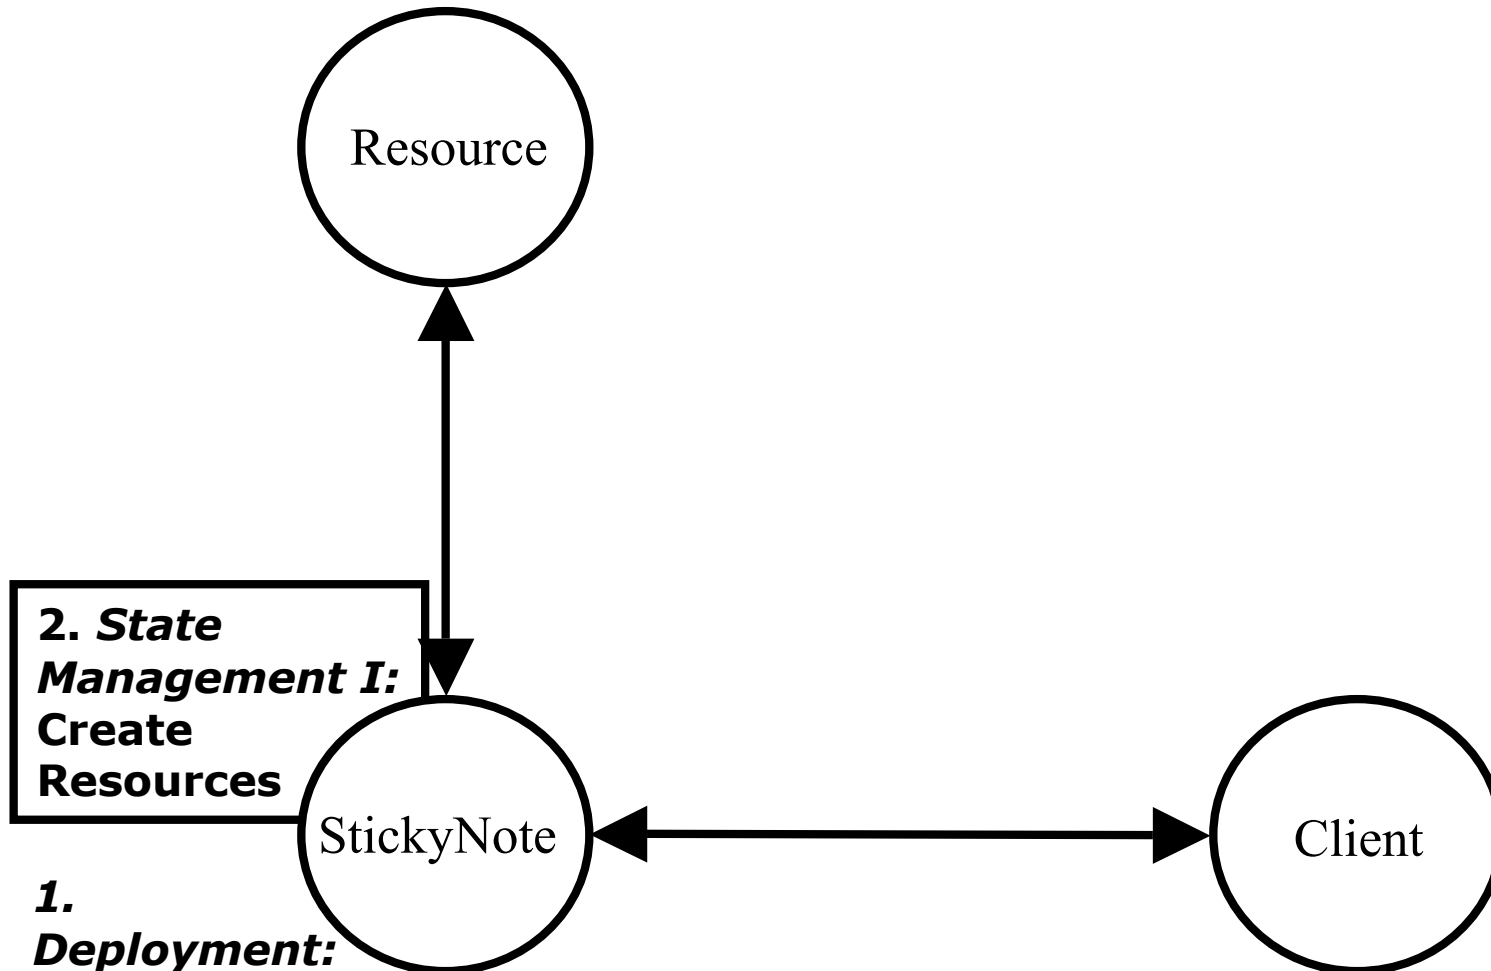 Resource
2. State
Management I:
Create
Resources
StickyNote
Client
1.
Deployment: